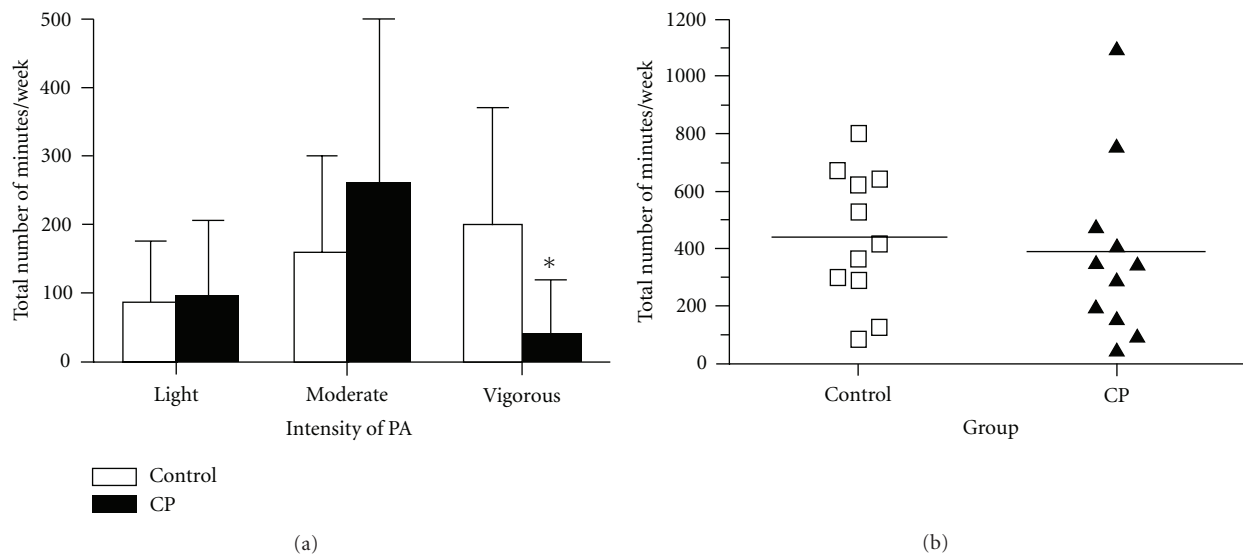 Total number of minutes/week
500
400
300
200
100
0
*
Light Moderate Vigorous
Intensity of PA
Control
CP
(a)
Total number of minutes/week
1200
1000
800
600
400
200
0
Control CP
Group
(b)